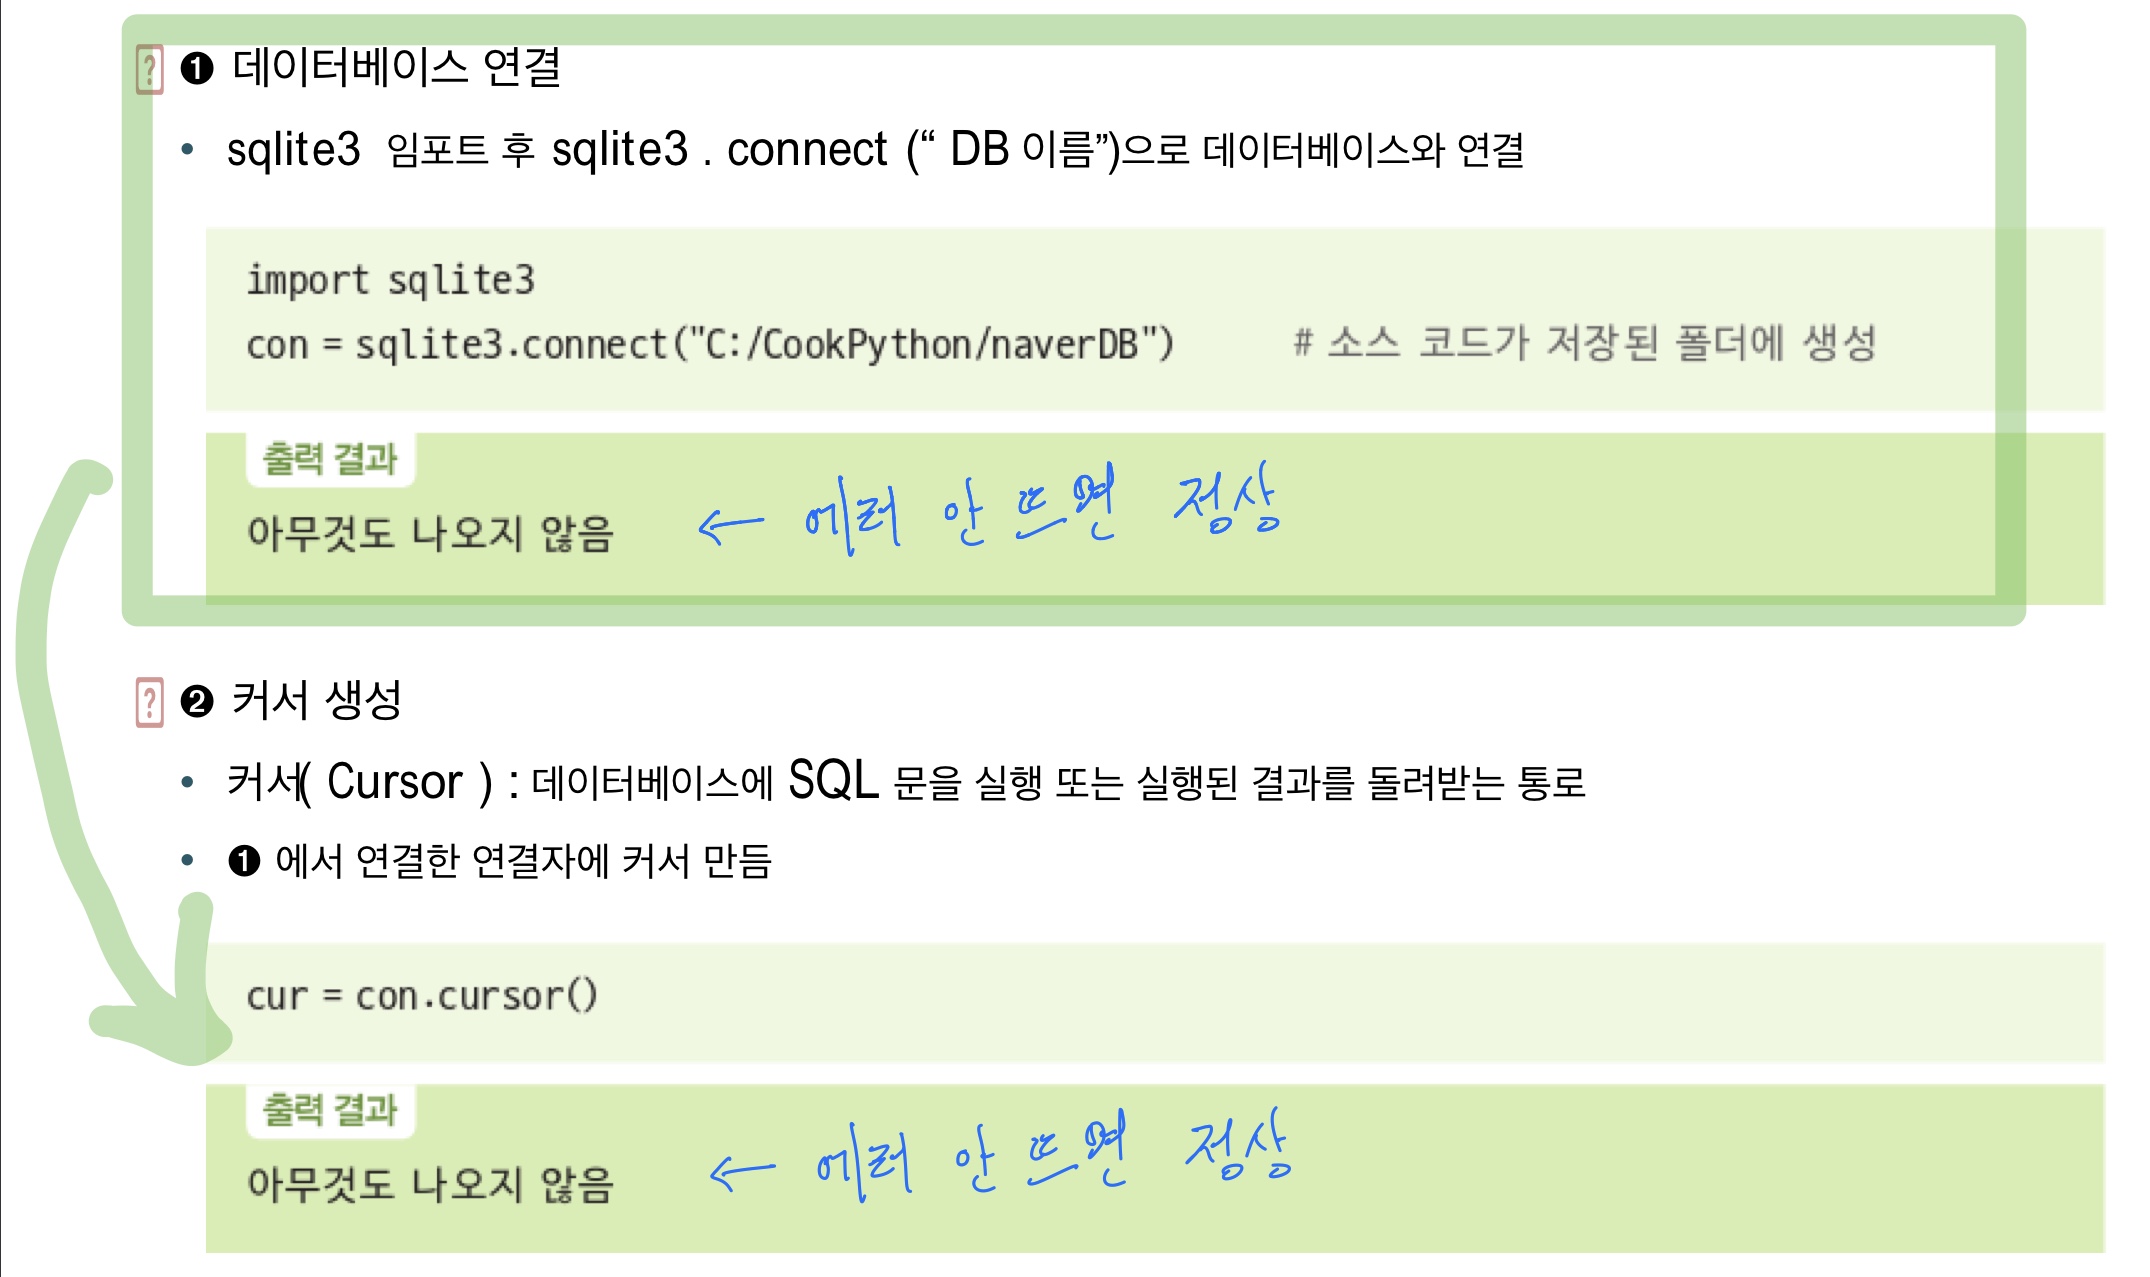 ❶ 데이터베이스 연결
• sqlite3 임포트 후 sqlite3 . connect (“ DB 이름”)으로 데이터베이스와 연결
import sqlite3
con = sqlite3.connect("C:/CookPython/naverDB") # 소스 코드가 저장된 폴더에 생성
출력 결과
아무것도 나오지 않음 ← 에러 안 뜨면 정상
❷ 커서 생성
• 커서( Cursor ) : 데이터베이스에 SQL 문을 실행 또는 실행된 결과를 돌려받는 통로
• ❶ 에서 연결한 연결자에 커서 만듬
cur = con.cursor()
출력 결과
아무것도 나오지 않음 ← 에러 안 뜨면 정상